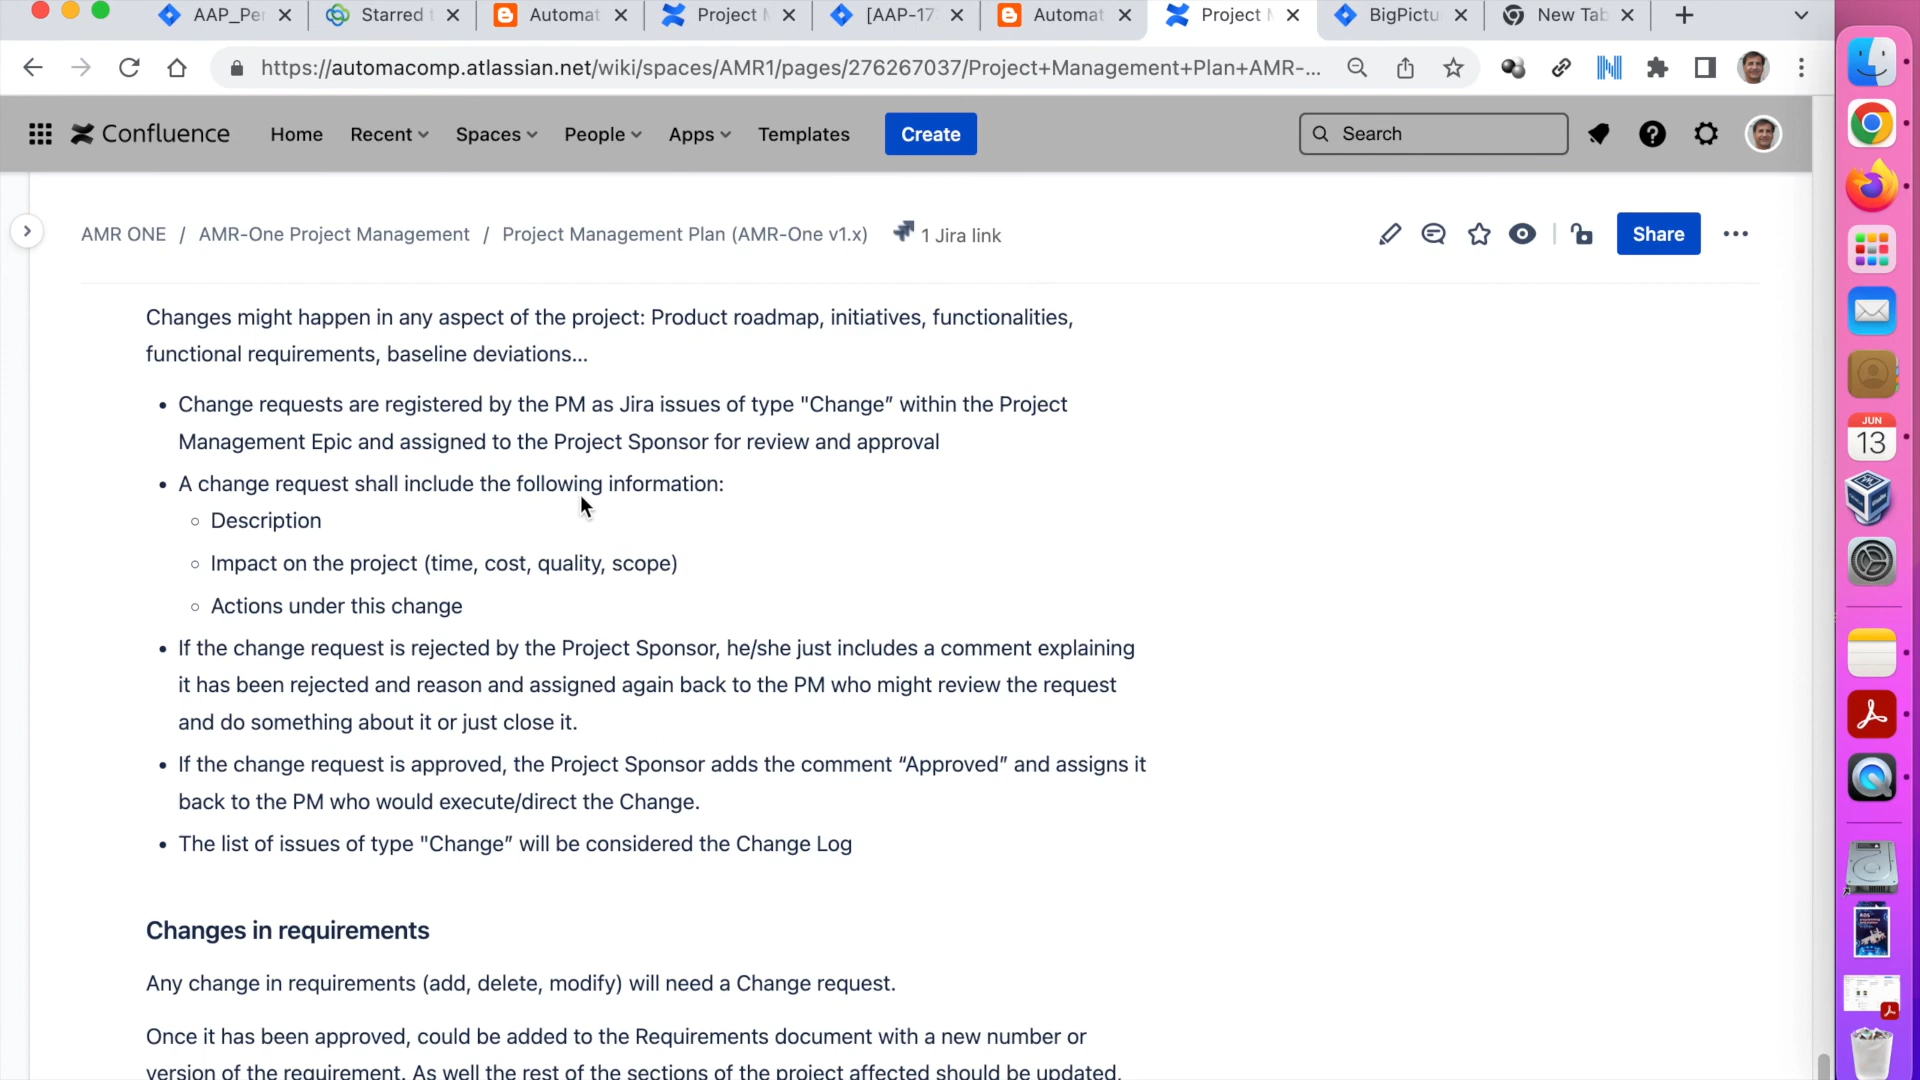 AAP_Per
Starred t
Automat
Project M
[AAP-17
Automat
Project M
BigPictu
New Tab
https://automacomp.atlassian.net/wiki/spaces/AMR1/pages/276267037/Project+Management+Plan+AMR-...
Confluence
Home
Recent
Spaces
People
Apps
Templates
Create
Search
AMR ONE / AMR-One Project Management / Project Management Plan (AMR-One v1.x)
1 Jira link
Share
Changes might happen in any aspect of the project: Product roadmap, initiatives, functionalities,
functional requirements, baseline deviations...
• Change requests are registered by the PM as Jira issues of type "Change” within the Project
Management Epic and assigned to the Project Sponsor for review and approval
• A change request shall include the following information:
◦ Description
◦ Impact on the project (time, cost, quality, scope)
◦ Actions under this change
• If the change request is rejected by the Project Sponsor, he/she just includes a comment explaining
it has been rejected and reason and assigned again back to the PM who might review the request
and do something about it or just close it.
• If the change request is approved, the Project Sponsor adds the comment “Approved” and assigns it
back to the PM who would execute/direct the Change.
• The list of issues of type "Change” will be considered the Change Log
Changes in requirements
Any change in requirements (add, delete, modify) will need a Change request.
Once it has been approved, could be added to the Requirements document with a new number or
version of the requirement. As well the rest of the sections of the project affected should be updated.
JUN
13